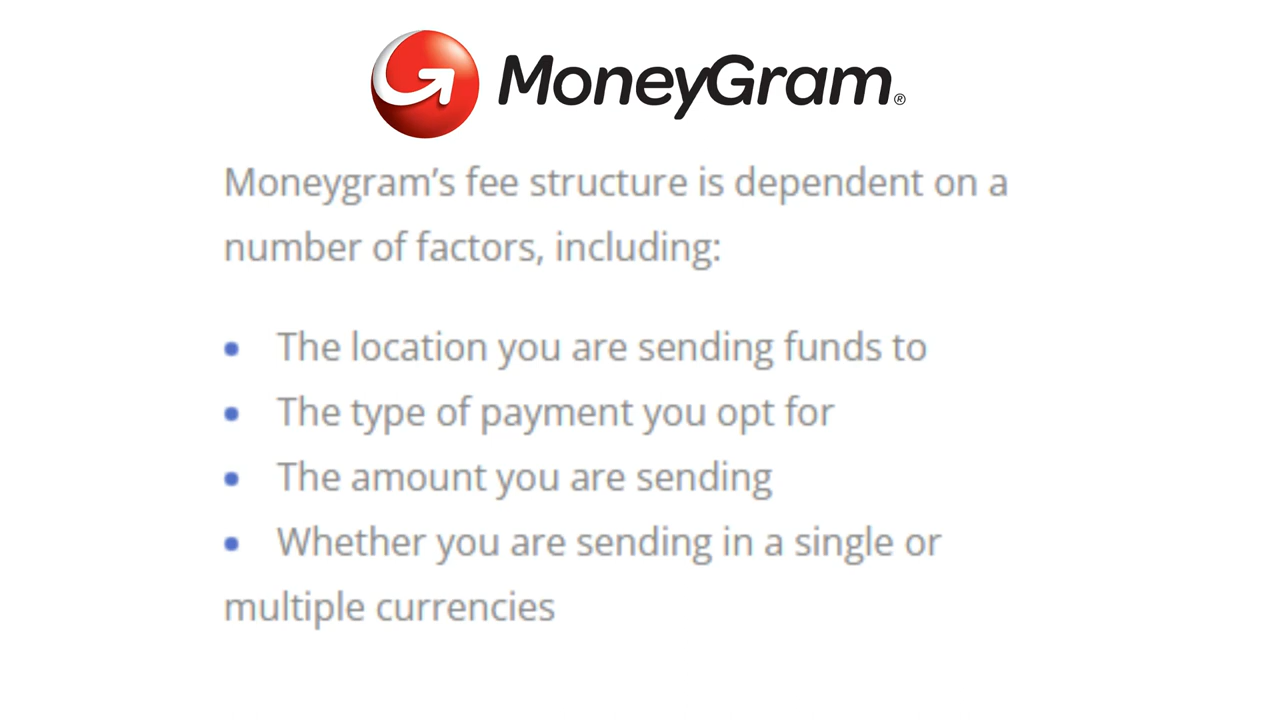 MoneyGram®
Moneygram’s fee structure is dependent on a
number of factors, including:
• The location you are sending funds to
• The type of payment you opt for
• The amount you are sending
• Whether you are sending in a single or
multiple currencies